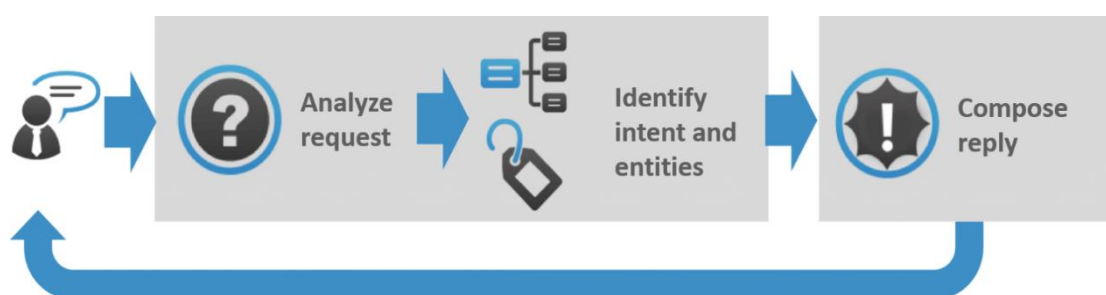 Analyze
request
Identify
intent and
entities
Compose
reply